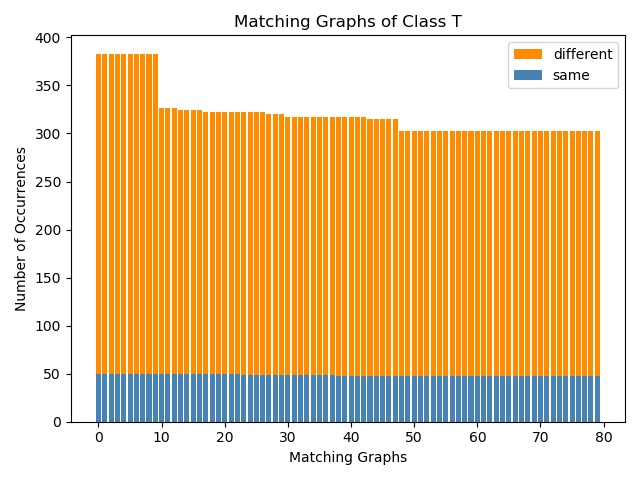 Matching Graphs of Class T
different
same
Number of Occurrences
400
350
300
250
200
150
100
50
0
0 10 20 30 40 50 60 70 80
Matching Graphs